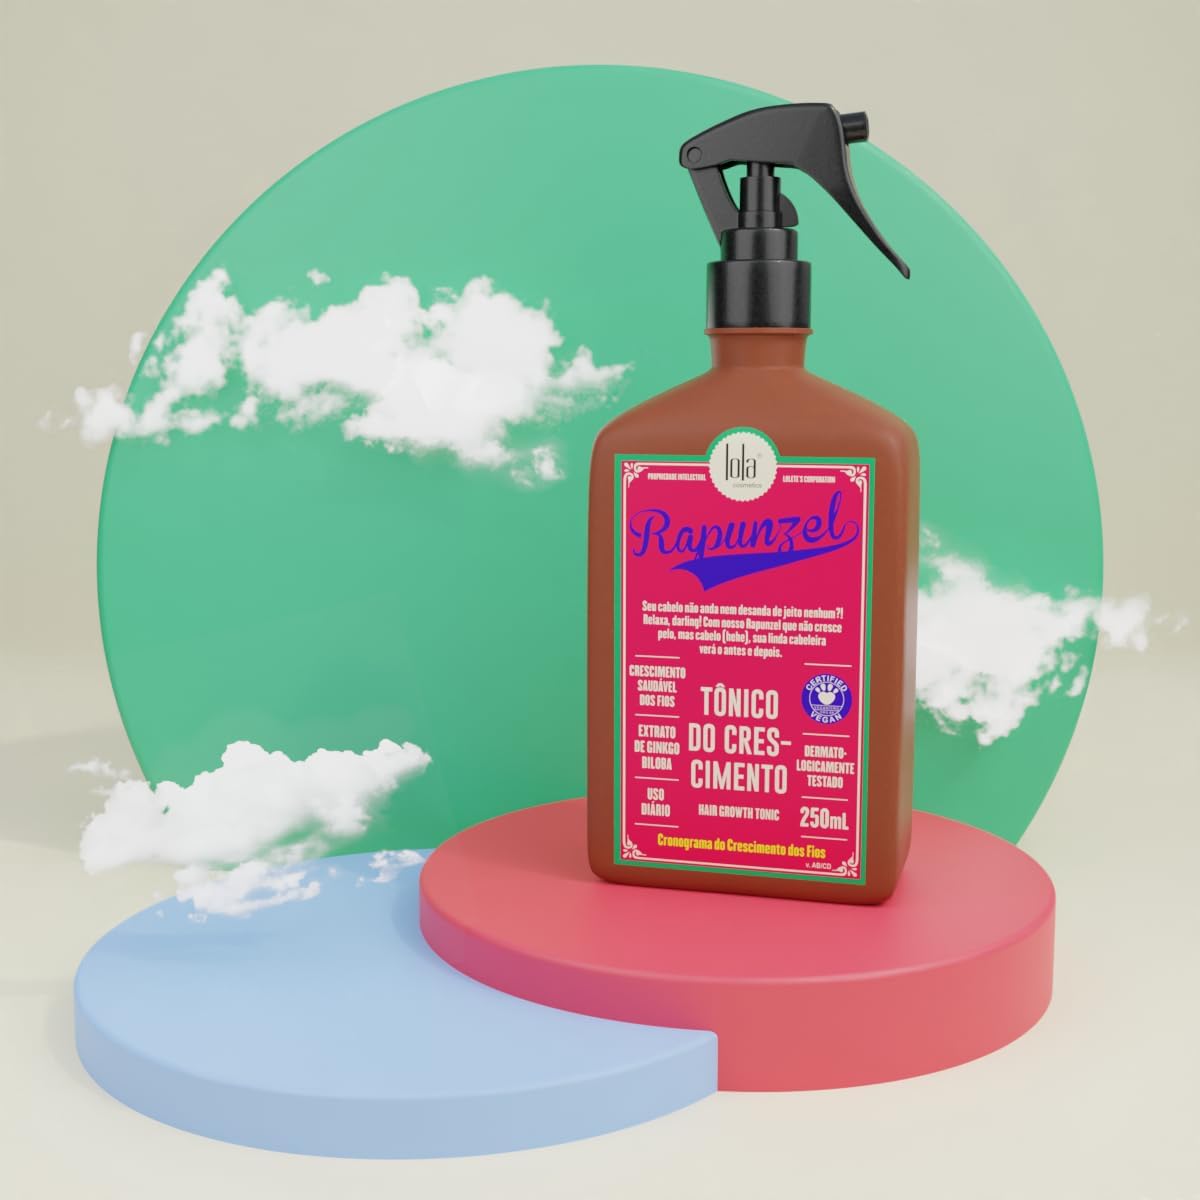 lola®
cosmetics
PROPRIEDADE INTELECTUAL
LOLETE'S CORPORATION
Rapunzel
Seu cabelo não anda nem desanda de jeito nenhum?!
Relaxa, darling! Com nosso Rapunzel que não cresce
pelo, mas cabelo (hehe), sua linda cabeleira
verá o antes e depois.
CRESCIMENTO
SAUDÁVEL
DOS FIOS
EXTRATO
DE GINKGO
BILOBA
USO
DIÁRIO
TÔNICO
DO CRES-
CIMENTO
HAIR GROWTH TONIC
CERTIFIED
VEGAN
DERMATO-
LOGICAMENTE
TESTADO
250mL
Cronograma do Crescimento dos Fios
v. AB/CD